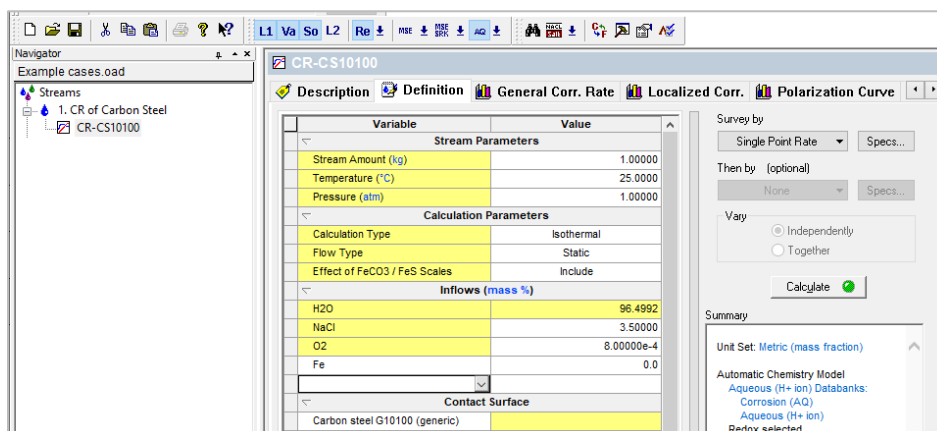 L1 Va So L2 Re MSE MSE SRK AQ
Navigator
Example cases.oad
Streams
1. CR of Carbon Steel
CR-CS10100
CR-CS10100
Description Definition General Corr. Rate Localized Corr. Polarization Curve
Variable Value
Stream Parameters
Stream Amount (kg) 1.00000
Temperature (°C) 25.0000
Pressure (atm) 1.00000
Calculation Parameters
Calculation Type Isothermal
Flow Type Static
Effect of FeCO3 / FeS Scales Include
Inflows (mass %)
H2O 96.4992
NaCl 3.50000
O2 8.00000e-4
Fe 0.0
Contact Surface
Carbon steel G10100 (generic)
Survey by
Single Point Rate Specs...
Then by (optional)
None Specs...
Vary
Independently
Together
Calculate
Summary
Unit Set: Metric (mass fraction)
Automatic Chemistry Model
Aqueous (H+ ion) Databanks:
Corrosion (AQ)
Aqueous (H+ ion)
Redox selected